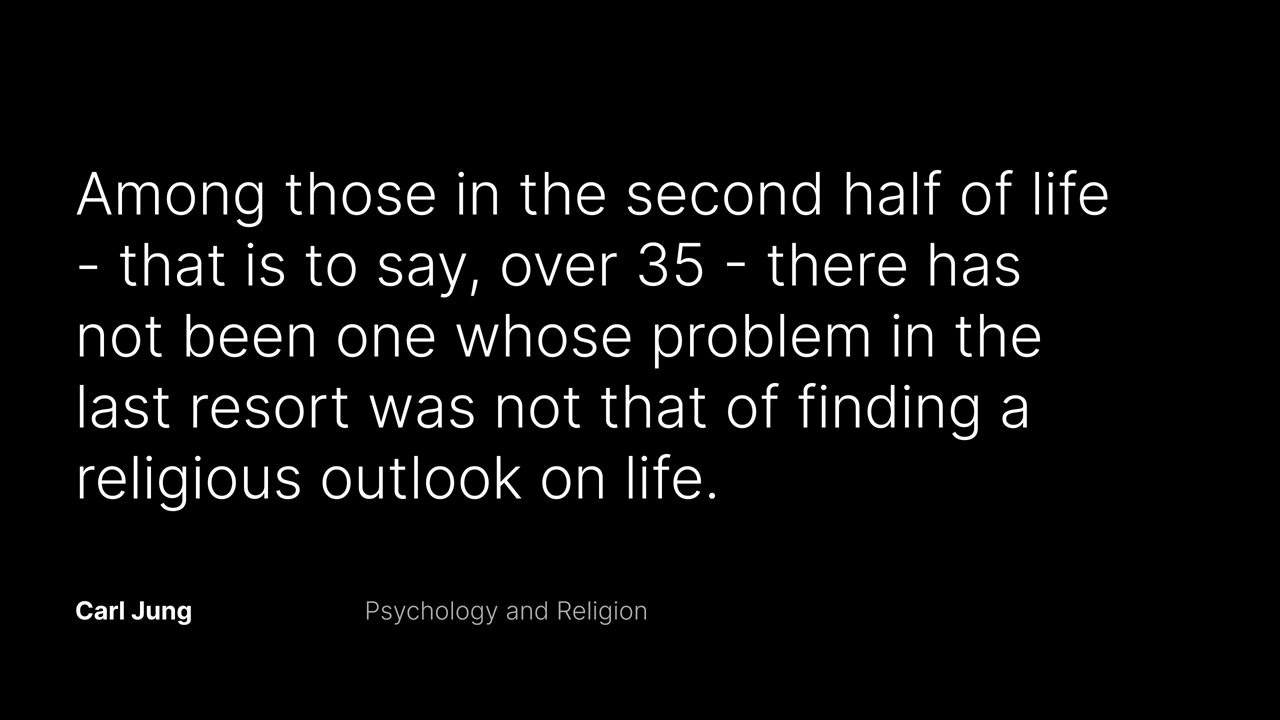 Among those in the second half of life
- that is to say, over 35 - there has
not been one whose problem in the
last resort was not that of finding a
religious outlook on life.
Carl Jung Psychology and Religion